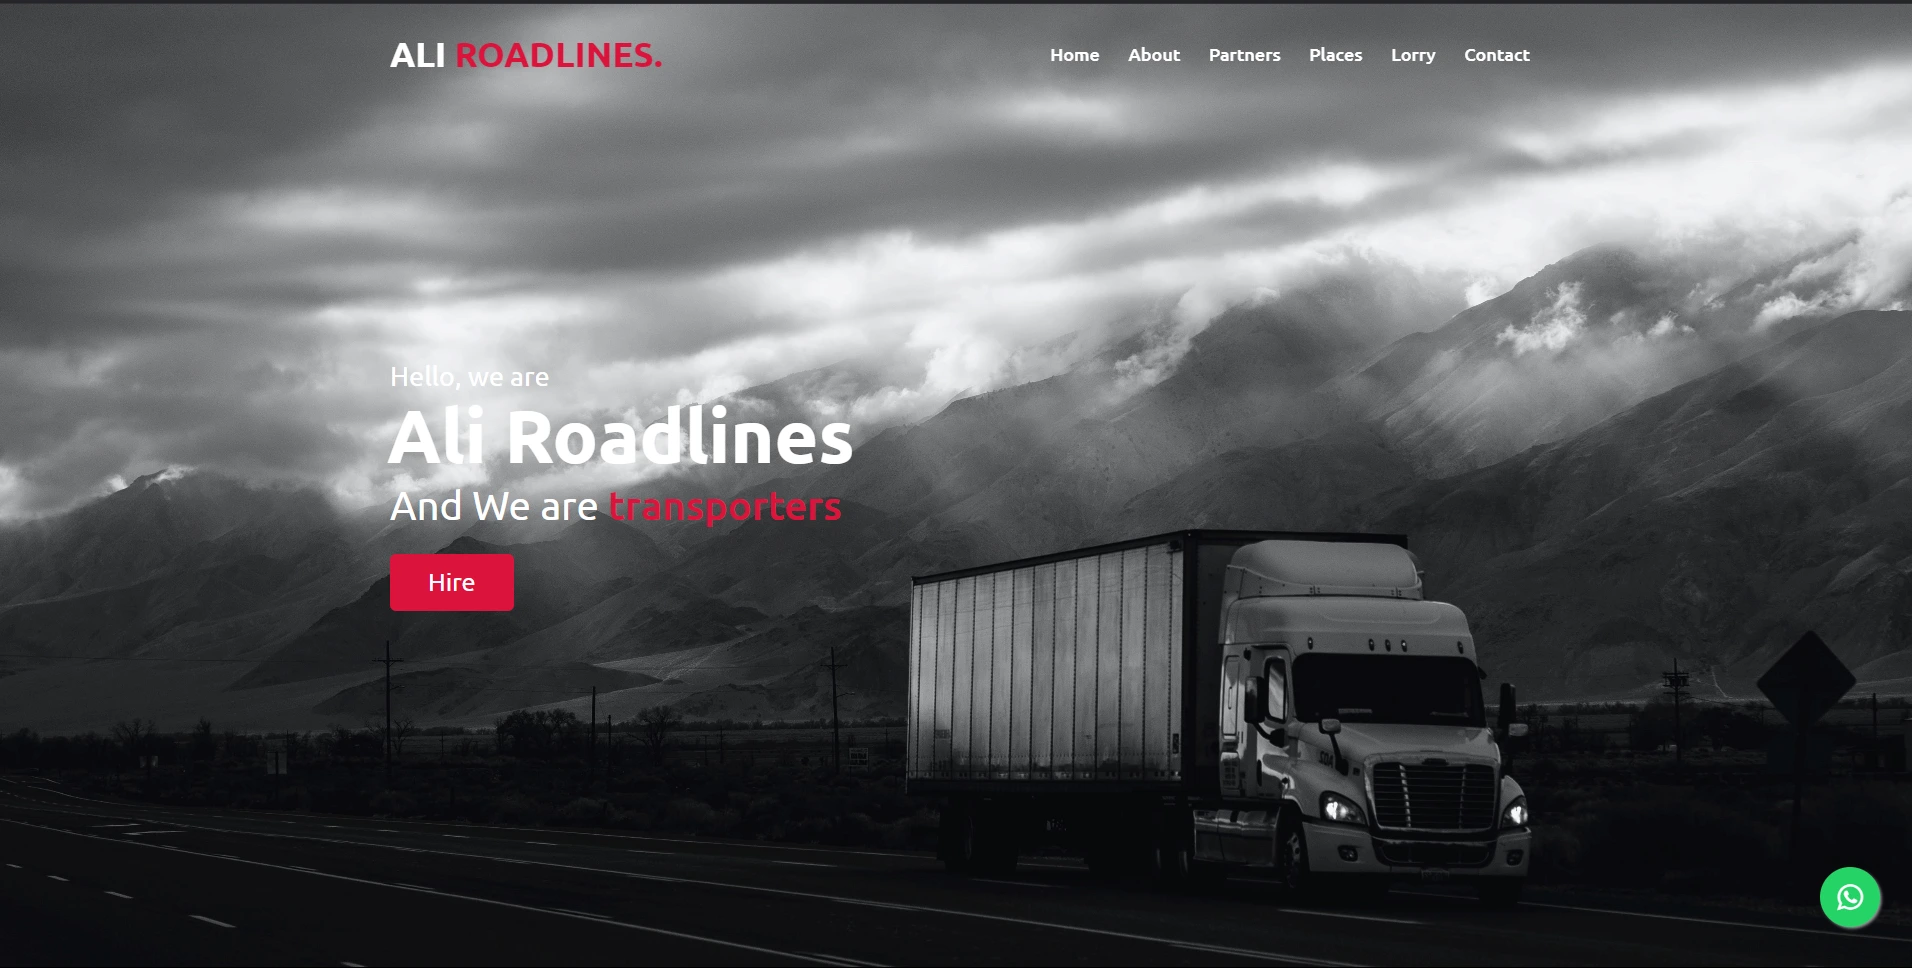 ALI ROADLINES.
Home About Partners Places Lorry Contact
Hello, we are
Ali Roadlines
And We are transporters
Hire